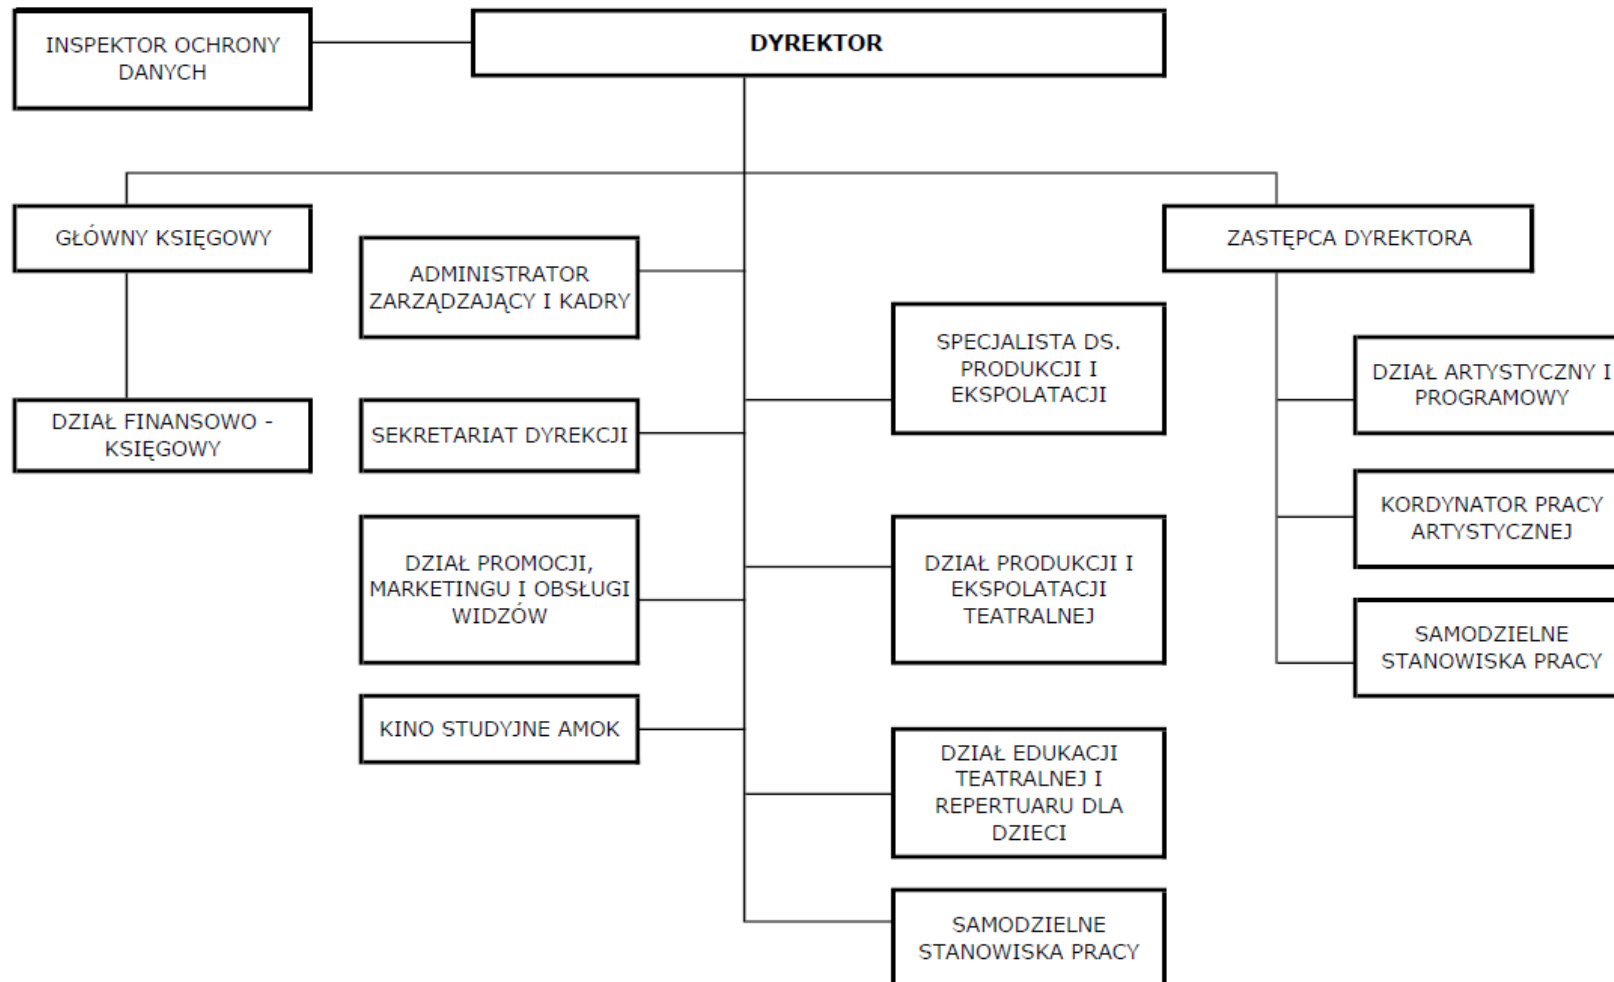 INSPEKTOR OCHRONY
DANYCH
DYREKTOR
GŁÓWNY KSIĘGOWY
ZASTĘPCA DYREKTORA
ADMINISTRATOR
ZARZĄDZAJĄCY I KADRY
SPECJALISTA DS.
PRODUKCJI I
EKSPOLATACJI
DZIAŁ ARTYSTYCZNY I
PROGRAMOWY
DZIAŁ FINANSOWO -
KSIĘGOWY
SEKRETARIAT DYREKCJI
KORDYNATOR PRACY
ARTYSTYCZNEJ
DZIAŁ PROMOCJI,
MARKETINGU I OBSŁUGI
WIDZÓW
DZIAŁ PRODUKCJI I
EKSPOLATACJI
TEATRALNEJ
SAMODZIELNE
STANOWISKA PRACY
KINO STUDYJNE AMOK
DZIAŁ EDUKACJI
TEATRALNEJ I
REPERTUARU DLA
DZIECI
SAMODZIELNE
STANOWISKA PRACY